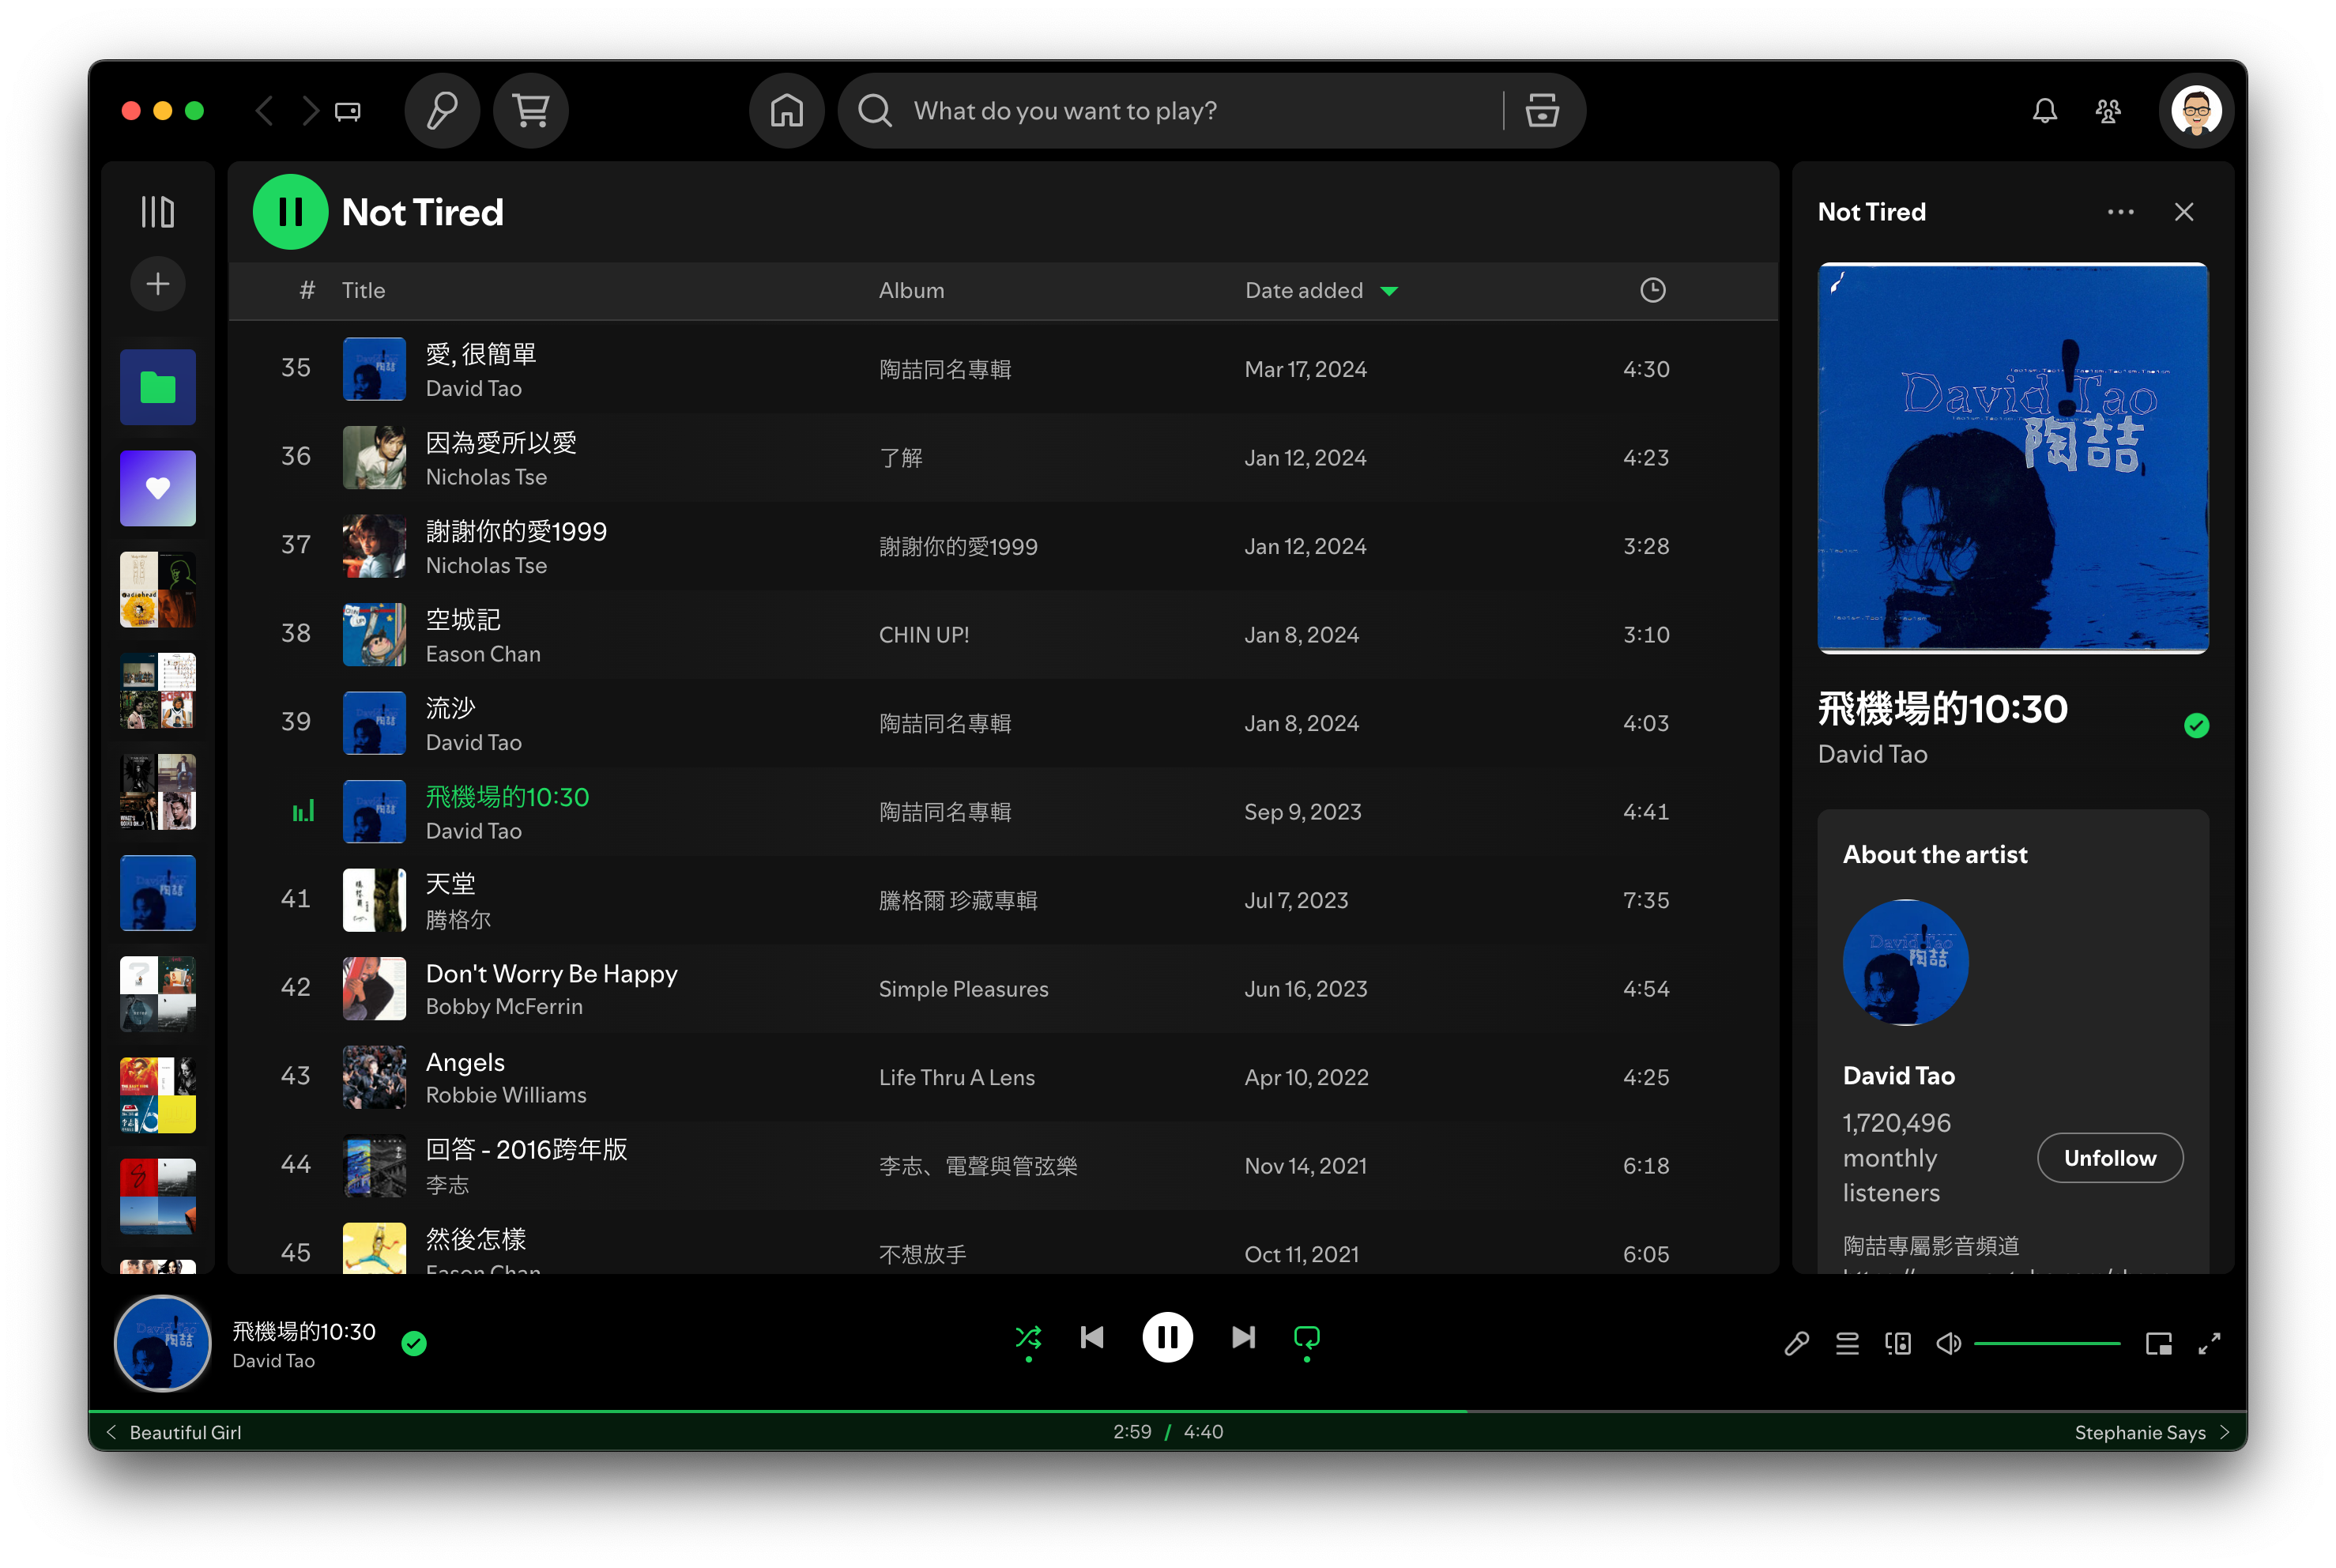 What do you want to play?
Not Tired
# Title Album Date added
35 愛, 很簡單 陶喆同名專輯 Mar 17, 2024 4:30
David Tao
36 因為愛所以愛 了解 Jan 12, 2024 4:23
Nicholas Tse
37 謝謝你的愛1999 謝謝你的愛1999 Jan 12, 2024 3:28
Nicholas Tse
38 空城記 CHIN UP! Jan 8, 2024 3:10
Eason Chan
39 流沙 陶喆同名專輯 Jan 8, 2024 4:03
David Tao
飛機場的10:30 陶喆同名專輯 Sep 9, 2023 4:41
David Tao
41 天堂 騰格爾 珍藏專輯 Jul 7, 2023 7:35
腾格尔
42 Don't Worry Be Happy Simple Pleasures Jun 16, 2023 4:54
Bobby McFerrin
43 Angels Life Thru A Lens Apr 10, 2022 4:25
Robbie Williams
44 回答 - 2016跨年版 李志、電聲與管弦樂 Nov 14, 2021 6:18
李志
45 然後怎樣 不想放手 Oct 11, 2021 6:05
Eason Chan
Not Tired
David Tao
陶喆
飛機場的10:30
David Tao
About the artist
David Tao
陶喆
David Tao
1,720,496
monthly
listeners
Unfollow
陶喆專屬影音頻道
飛機場的10:30
David Tao
Beautiful Girl
2:59 / 4:40
Stephanie Says